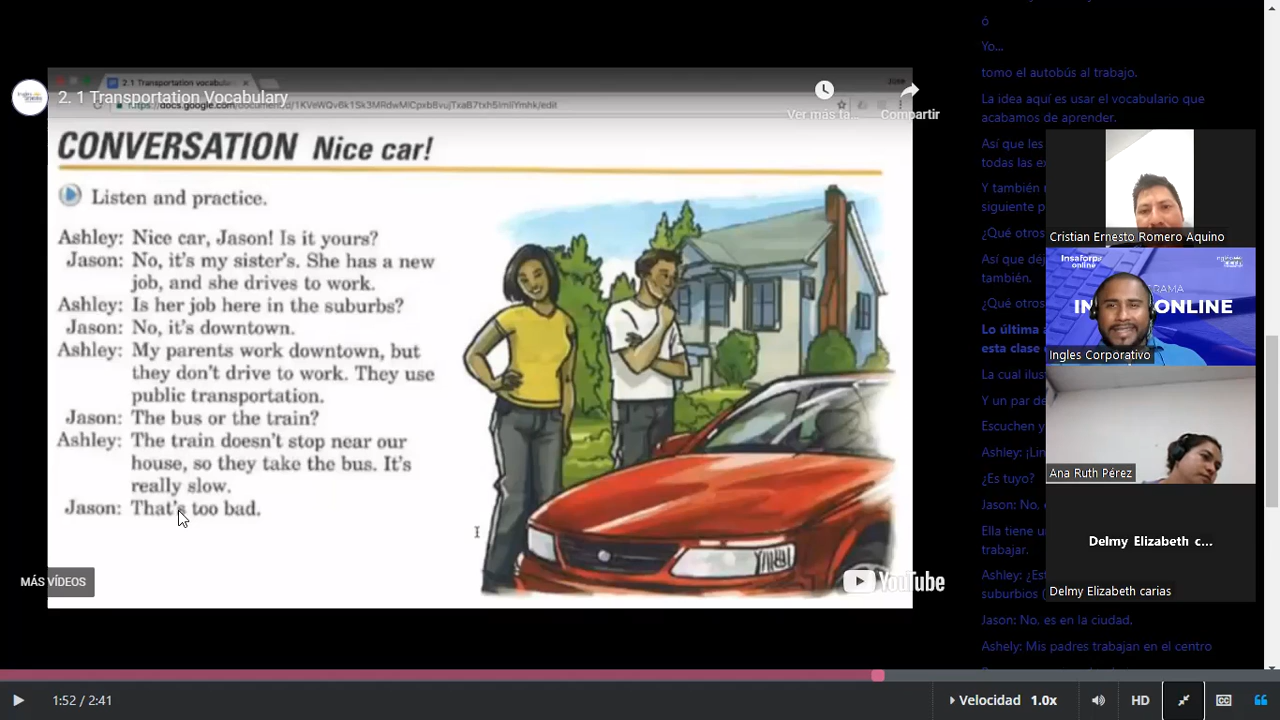 2. 1 Transportation vocabular
2. 1 Transportation Vocabulary
Ver más ta...
Compartir
CONVERSATION Nice car!
Listen and practice.
Ashley: Nice car, Jason! Is it yours?
Jason: No, it's my sister's. She has a new
job, and she drives to work.
Ashley: Is her job here in the suburbs?
Jason: No, it's downtown.
Ashley: My parents work downtown, but
they don't drive to work. They use
public transportation.
Jason: The bus or the train?
Ashley: The train doesn't stop near our
house, so they take the bus. It's
really slow.
Jason: That's too bad.
MÁS VÍDEOS
YouTube
1:52 / 2:41
Velocidad 1.0x
HD
CC
ó
Yo...
tomo el autobús al trabajo.
La idea aquí es usar el vocabulario que
acabamos de aprender.
Así que les
todas las
Y también
siguiente
¿Qué otros
Así que
también.
¿Qué otros
Lo última
esta clase
La cual
Y un par
Escuchen
Ashley:
¿Es tuyo?
Jason: No,
Ella tiene
trabajar.
Ashley:
suburbios
Jason: No, es en la ciudad.
Ashely: Mis padres trabajan en el centro
Cristian Ernesto Romero Aquino
Insaforp
online
INGLES ONLINE
Ingles Corporativo
Ana Ruth Pérez
Delmy Elizabeth c...
Delmy Elizabeth carias